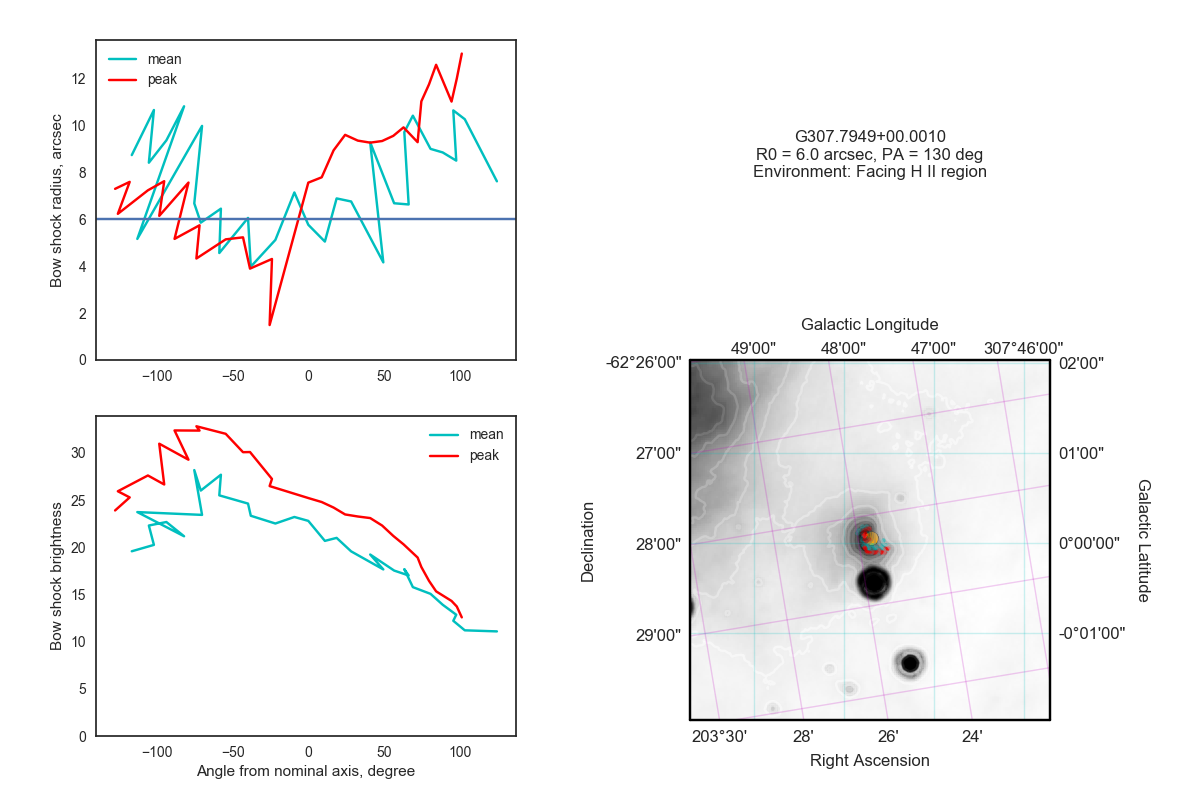 mean
peak
12
10
8
6
4
2
0
Bow shock radius, arcsec
−100
−50
0
50
100
mean
peak
30
25
20
15
10
5
0
Bow shock brightness
−100
−50
0
50
100
Angle from nominal axis, degree
G307.7949+00.0010
R0 = 6.0 arcsec, PA = 130 deg
Environment: Facing H II region
Galactic Longitude
49'00"
48'00"
47'00"
307°46'00"
-62°26'00"
27'00"
28'00"
29'00"
Declination
02'00"
01'00"
0°00'00"
-0°01'00"
Galactic Latitude
203°30'
28'
26'
24'
Right Ascension